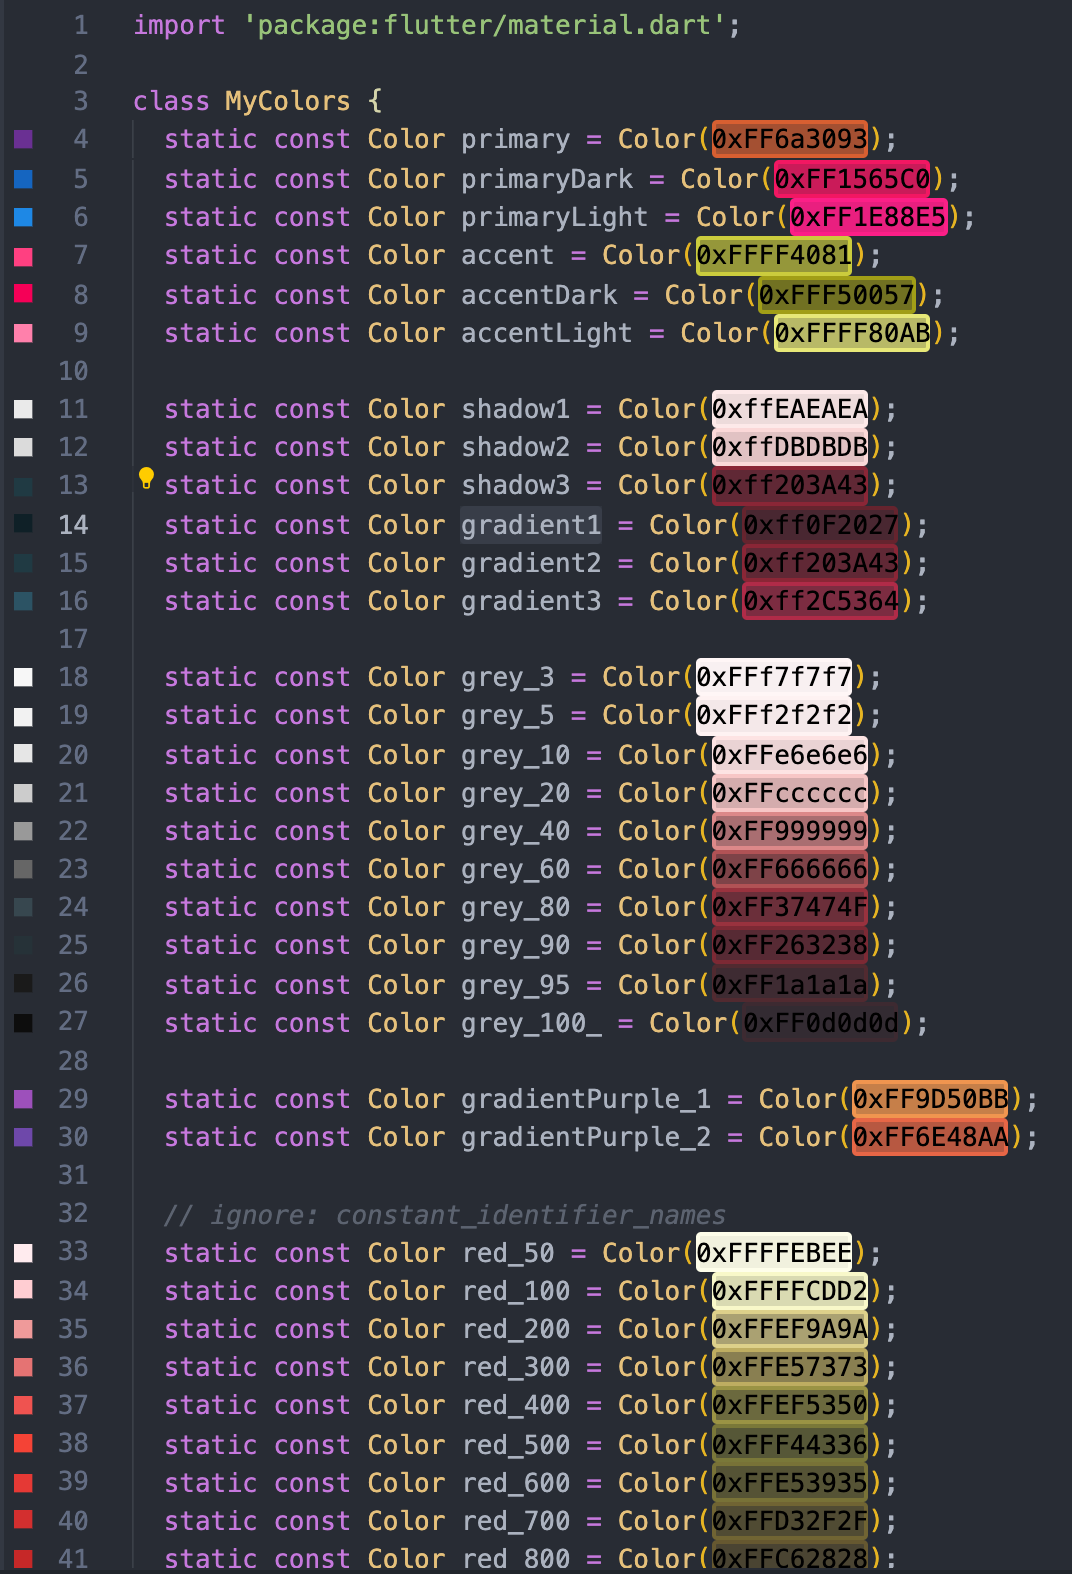 1 import 'package:flutter/material.dart';
2
3 class MyColors {
4 static const Color primary = Color(0xFF6a3093);
5 static const Color primaryDark = Color(0xFF1565C0);
6 static const Color primaryLight = Color(0xFF1E88E5);
7 static const Color accent = Color(0xFFFF4081);
8 static const Color accentDark = Color(0xFFF50057);
9 static const Color accentLight = Color(0xFFFF80AB);
10
11 static const Color shadow1 = Color(0xffEAEAEA);
12 static const Color shadow2 = Color(0xffDBDBDB);
13 static const Color shadow3 = Color(0xff203A43);
14 static const Color gradient1 = Color(0xff0F2027);
15 static const Color gradient2 = Color(0xff203A43);
16 static const Color gradient3 = Color(0xff2C5364);
17
18 static const Color grey_3 = Color(0xFFf7f7f7);
19 static const Color grey_5 = Color(0xFFf2f2f2);
20 static const Color grey_10 = Color(0xFFe6e6e6);
21 static const Color grey_20 = Color(0xFFcccccc);
22 static const Color grey_40 = Color(0xFF999999);
23 static const Color grey_60 = Color(0xFF666666);
24 static const Color grey_80 = Color(0xFF37474F);
25 static const Color grey_90 = Color(0xFF263238);
26 static const Color grey_95 = Color(0xFF1a1a1a);
27 static const Color grey_100_ = Color(0xFF0d0d0d);
28
29 static const Color gradientPurple_1 = Color(0xFF9D50BB);
30 static const Color gradientPurple_2 = Color(0xFF6E48AA);
31
32 // ignore: constant_identifier_names
33 static const Color red_50 = Color(0xFFFFEBEE);
34 static const Color red_100 = Color(0xFFFFCDD2);
35 static const Color red_200 = Color(0xFFEF9A9A);
36 static const Color red_300 = Color(0xFFE57373);
37 static const Color red_400 = Color(0xFFEF5350);
38 static const Color red_500 = Color(0xFFF44336);
39 static const Color red_600 = Color(0xFFE53935);
40 static const Color red_700 = Color(0xFFD32F2F);
41 static const Color red_800 = Color(0xFFC62828);